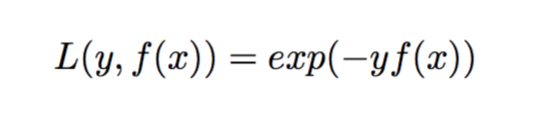 L(y, f(x)) = exp(−yf(x))